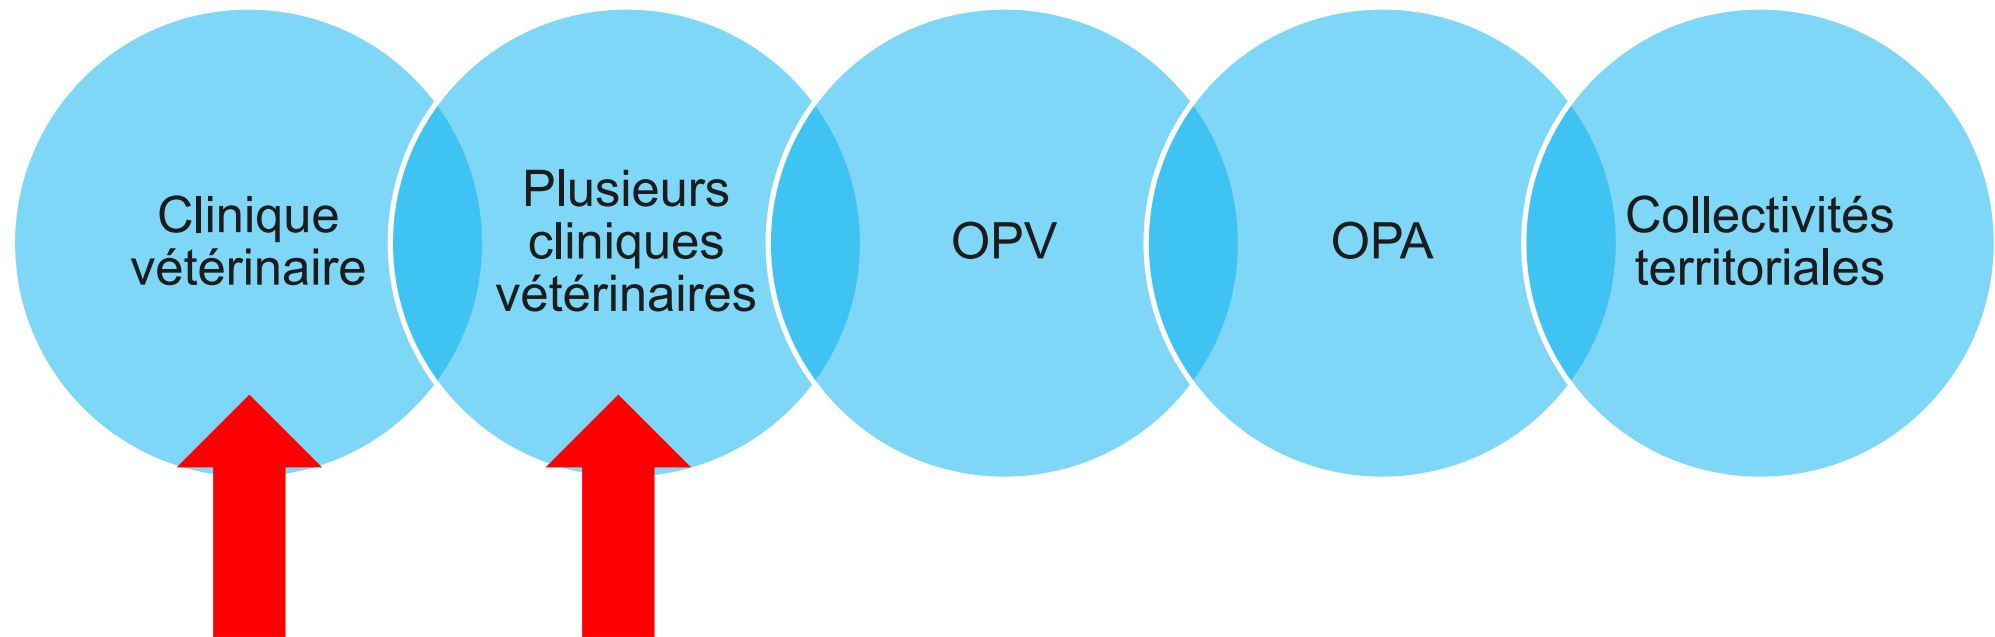 Clinique
vétérinaire
Plusieurs
cliniques
vétérinaires
OPV
OPA
Collectivités
territoriales